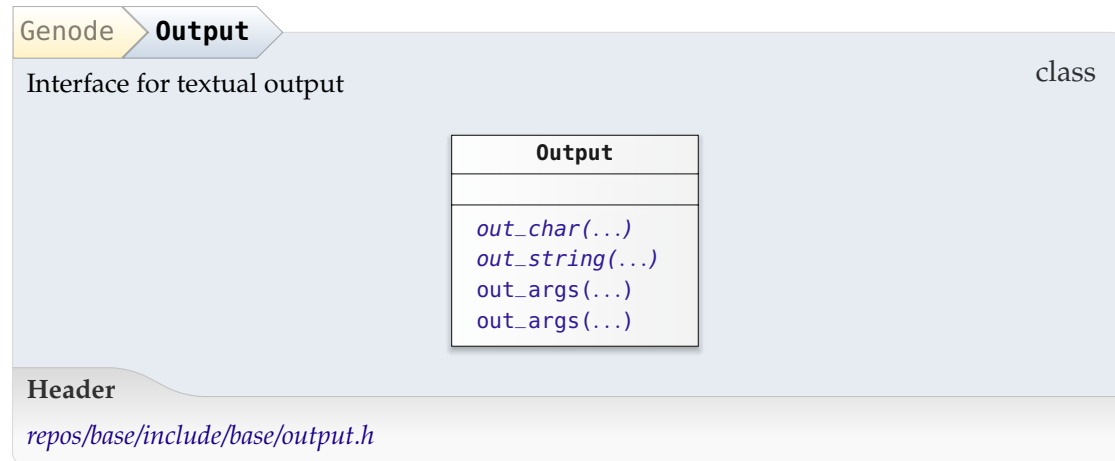 Genode Output
class
Interface for textual output
Output
out_char(...)
out_string(...)
out_args(...)
out_args(...)
Header
repos/base/include/base/output.h